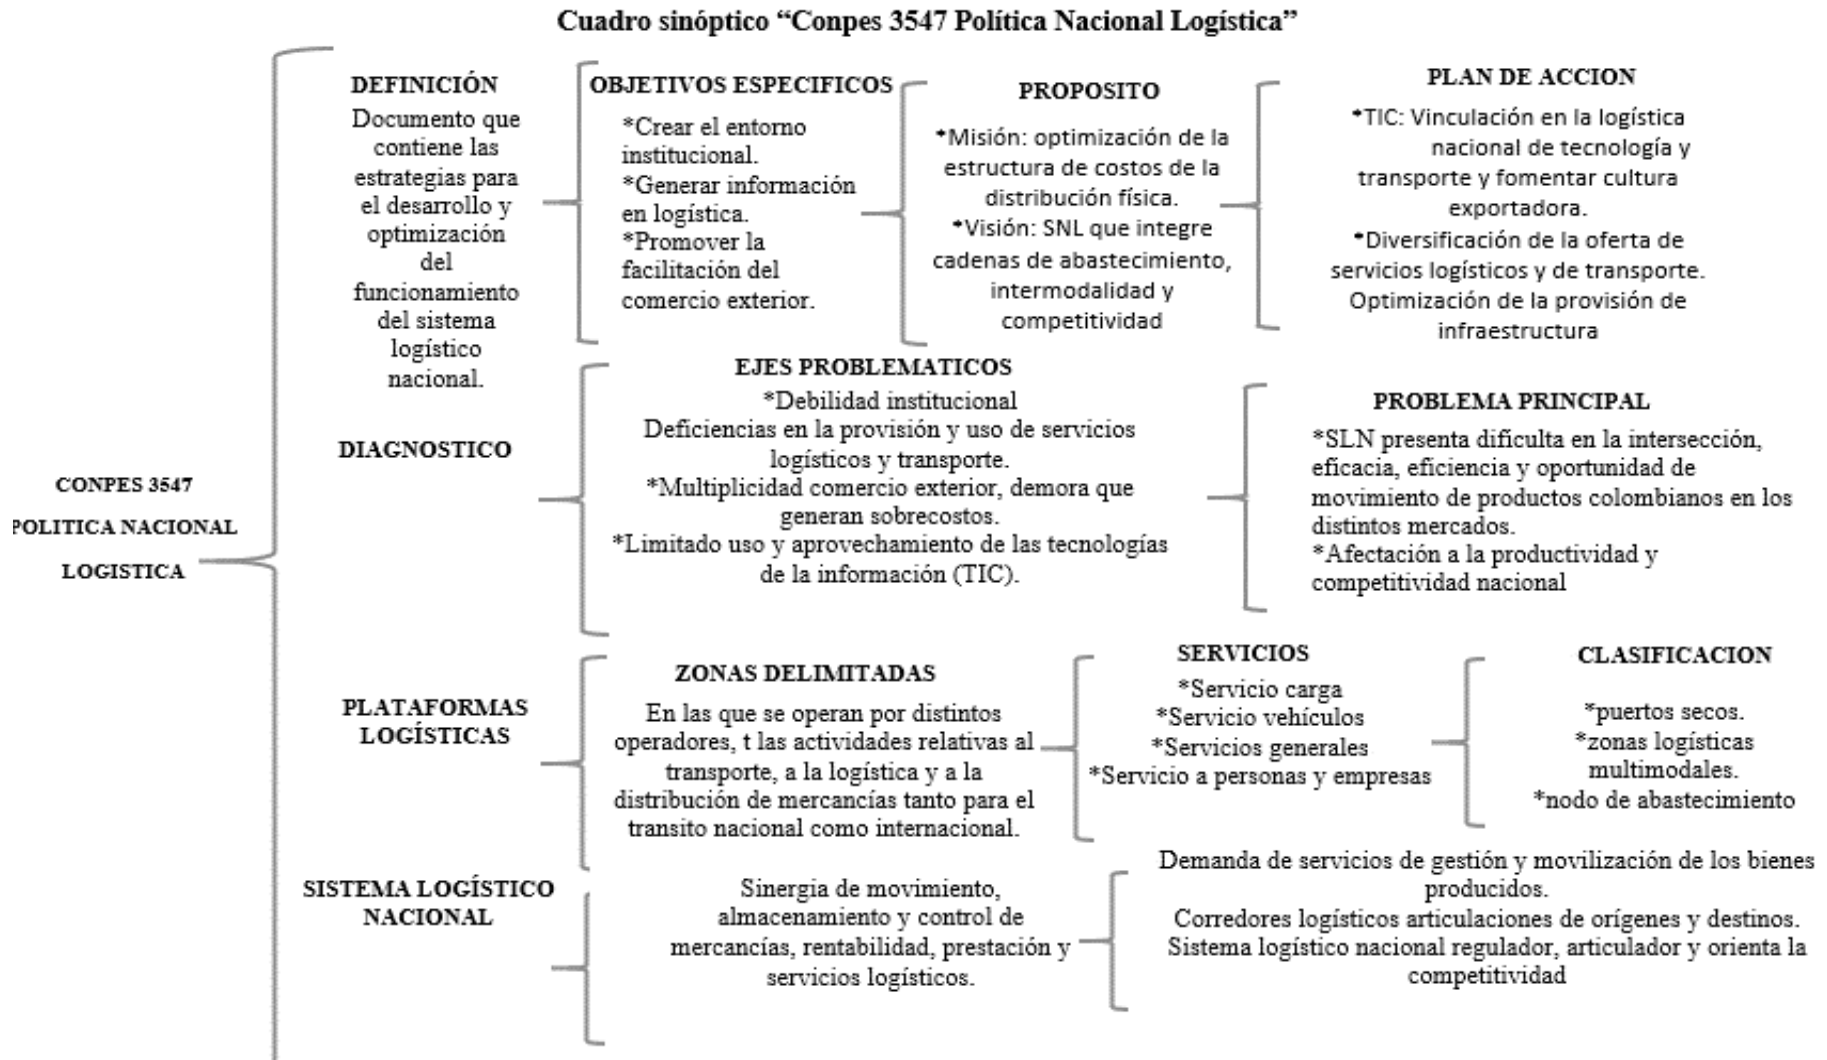 Cuadro sinóptico “Conpes 3547 Política Nacional Logística”
CONPES 3547
POLITICA NACIONAL
LOGISTICA
DEFINICIÓN
Documento que
contiene las
estrategias para
el desarrollo y
optimización
del
funcionamiento
del sistema
logístico
nacional.
OBJETIVOS ESPECIFICOS
*Crear el entorno
institucional.
*Generar información
en logística.
*Promover la
facilitación del
comercio exterior.
PROPOSITO
*Misión: optimización de la
estructura de costos de la
distribución física.
*Visión: SNL que integre
cadenas de abastecimiento,
intermodalidad y
competitividad
PLAN DE ACCION
*TIC: Vinculación en la logística
nacional de tecnología y
transporte y fomentar cultura
exportadora.
*Diversificación de la oferta de
servicios logísticos y de transporte.
Optimización de la provisión de
infraestructura
DIAGNOSTICO
EJES PROBLEMATICOS
*Debilidad institucional
Deficiencias en la provisión y uso de servicios
logísticos y transporte.
*Multiplicidad comercio exterior, demora que
generan sobrecostos.
*Limitado uso y aprovechamiento de las tecnologías
de la información (TIC).
PROBLEMA PRINCIPAL
*SLN presenta dificulta en la intersección,
eficacia, eficiencia y oportunidad de
movimiento de productos colombianos en los
distintos mercados.
*Afectación a la productividad y
competitividad nacional
PLATAFORMAS
LOGÍSTICAS
ZONAS DELIMITADAS
En las que se operan por distintos
operadores, t las actividades relativas al
transporte, a la logística y a la
distribución de mercancías tanto para el
transito nacional como internacional.
SERVICIOS
*Servicio carga
*Servicio vehículos
*Servicios generales
*Servicio a personas y empresas
CLASIFICACION
*puertos secos.
*zonas logísticas
multimodales.
*nodo de abastecimiento
SISTEMA LOGÍSTICO
NACIONAL
Sinergia de movimiento,
almacenamiento y control de
mercancías, rentabilidad, prestación y
servicios logísticos.
Demanda de servicios de gestión y movilización de los bienes
producidos.
Corredores logísticos articulaciones de orígenes y destinos.
Sistema logístico nacional regulador, articulador y orienta la
competitividad